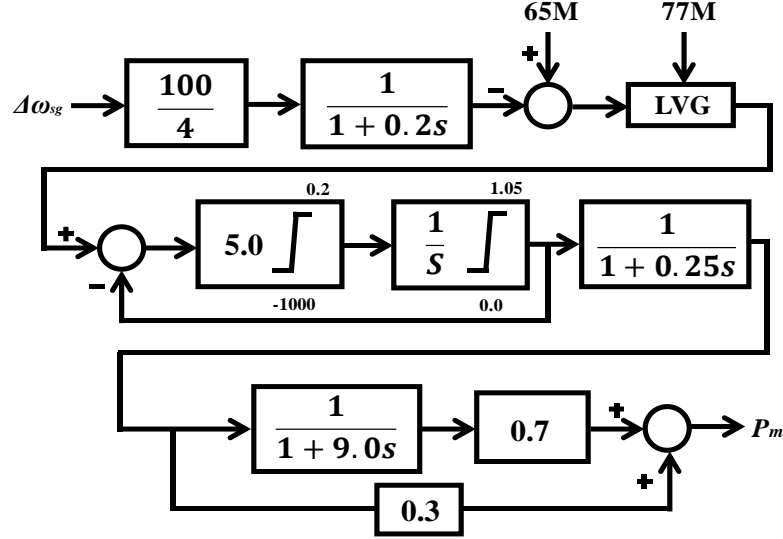 65M 77M
Δω_sg 100/4 1/(1 + 0.2s) − + LVG
0.2 1.05
+ − 5.0 1/S 1/(1 + 0.25s)
-1000 0.0
1/(1 + 9.0s) 0.7 + + P_m
0.3